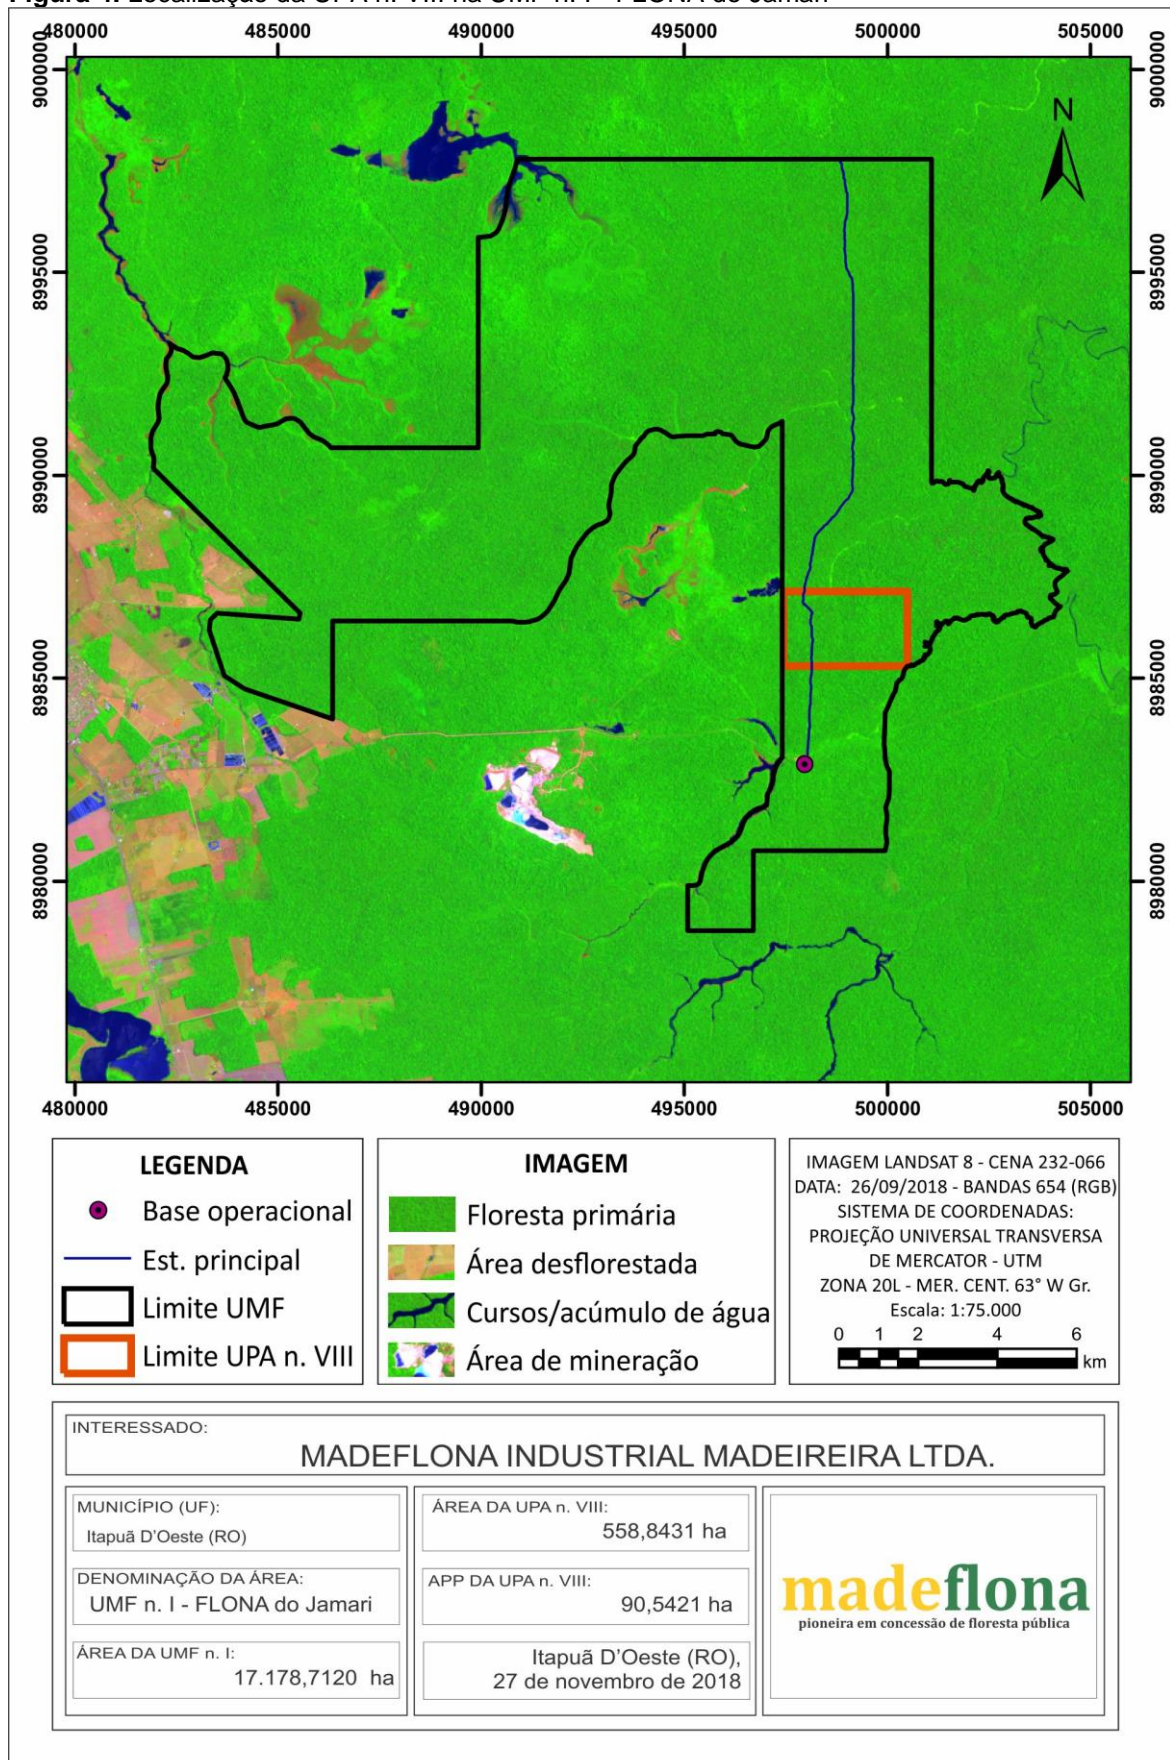 480000 485000 490000 495000 500000 505000
9000000 9000000
N
8995000 8995000
8990000 8990000
8985000 8985000
8980000 8980000
480000 485000 490000 495000 500000 505000
LEGENDA
Base operacional
Est. principal
Limite UMF
Limite UPA n. VIII
IMAGEM
Floresta primária
Área desflorestada
Cursos/acúmulo de água
Área de mineração
IMAGEM LANDSAT 8 - CENA 232-066
DATA: 26/09/2018 - BANDAS 654 (RGB)
SISTEMA DE COORDENADAS:
PROJEÇÃO UNIVERSAL TRANSVERSA
DE MERCATOR - UTM
ZONA 20L - MER. CENT. 63° W Gr.
Escala: 1:75.000
0 1 2 4 6
km
INTERESSADO:
MADEFLONA INDUSTRIAL MADEIREIRA LTDA.
MUNICÍPIO (UF):
Itapuã D'Oeste (RO)
DENOMINAÇÃO DA ÁREA:
UMF n. I - FLONA do Jamari
ÁREA DA UMF n. I:
17.178,7120 ha
ÁREA DA UPA n. VIII:
558,8431 ha
APP DA UPA n. VIII:
90,5421 ha
Itapuã D'Oeste (RO),
27 de novembro de 2018
madeflona
pioneira em concessão de floresta pública